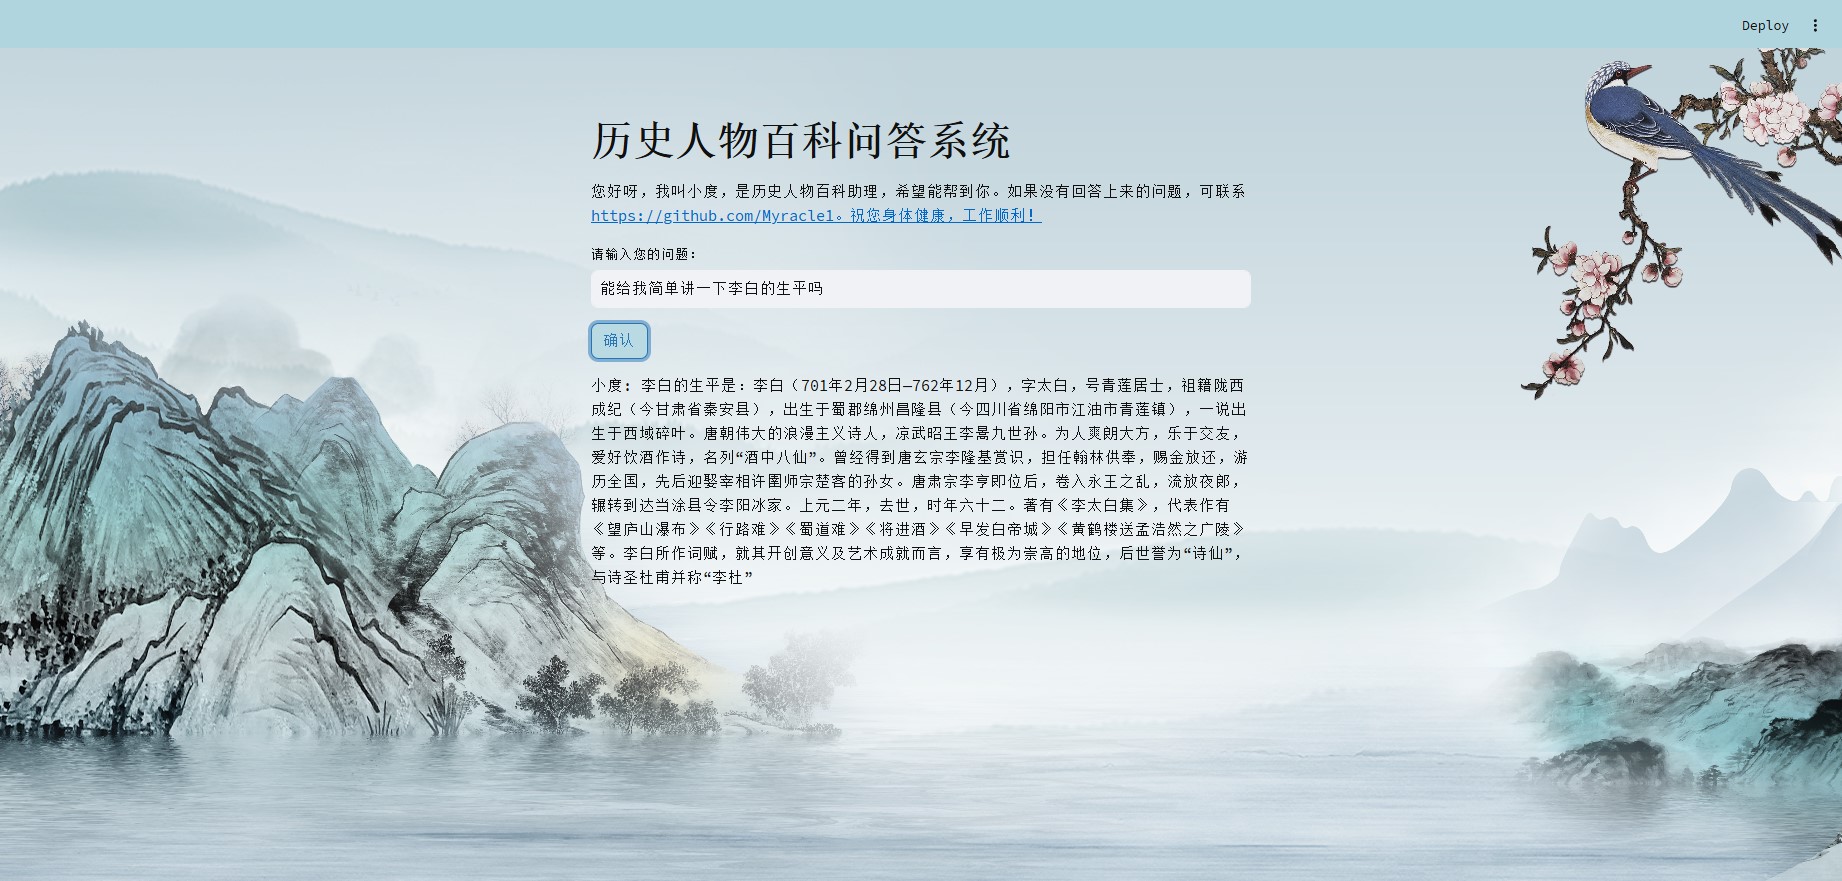 Deploy
历史人物百科问答系统
您好呀，我叫小度，是历史人物百科助理，希望能帮到你。如果没有回答上来的问题，可联系
https://github.com/Myracle1。祝您身体健康，工作顺利！
请输入您的问题：
能给我简单讲一下李白的生平吗
确认
小度: 李白的生平是：李白（701年2月28日—762年12月），字太白，号青莲居士，祖籍陇西
成纪（今甘肃省秦安县），出生于蜀郡绵州昌隆县（今四川省绵阳市江油市青莲镇），一说出
生于西域碎叶。唐朝伟大的浪漫主义诗人，凉武昭王李暠九世孙。为人爽朗大方，乐于交友，
爱好饮酒作诗，名列“酒中八仙”。曾经得到唐玄宗李隆基赏识，担任翰林供奉，赐金放还，游
历全国，先后迎娶宰相许圉师宗楚客的孙女。唐肃宗李亨即位后，卷入永王之乱，流放夜郎，
辗转到达当涂县令李阳冰家。上元二年，去世，时年六十二。著有《李太白集》，代表作有
《望庐山瀑布》《行路难》《蜀道难》《将进酒》《早发白帝城》《黄鹤楼送孟浩然之广陵》
等。李白所作词赋，就其开创意义及艺术成就而言，享有极为崇高的地位，后世誉为“诗仙”，
与诗圣杜甫并称“李杜”